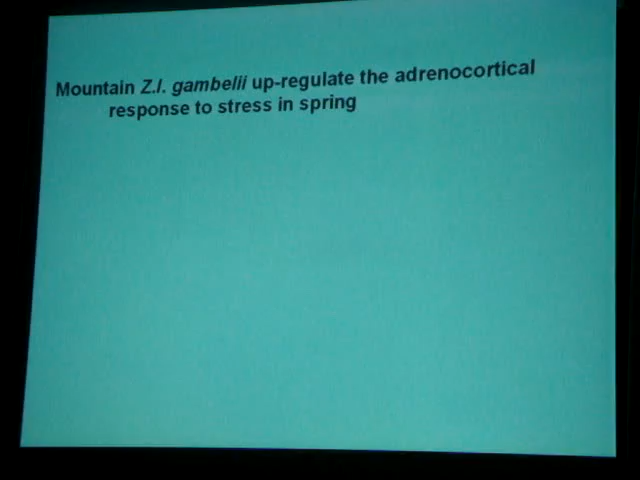 Mountain Z.l. gambelii up-regulate the adrenocortical
response to stress in spring